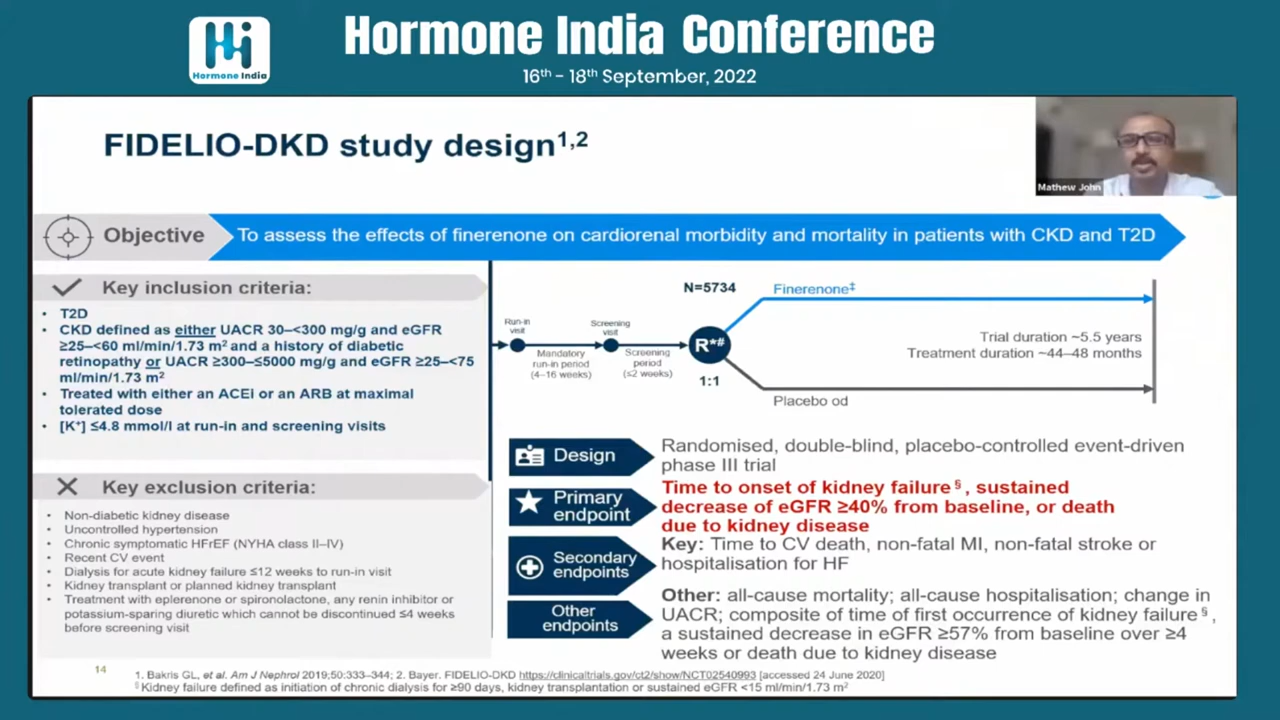 Hormone India Conference
Hi
Hormone India
16th - 18th September, 2022
FIDELIO-DKD study design1,2
Mathew John
Objective
To assess the effects of finerenone on cardiorenal morbidity and mortality in patients with CKD and T2D
Key inclusion criteria:
• T2D
• CKD defined as either UACR 30–<300 mg/g and eGFR
≥25–<60 ml/min/1.73 m2 and a history of diabetic
retinopathy or UACR ≥300–≤5000 mg/g and eGFR ≥25–<75
ml/min/1.73 m2
• Treated with either an ACEi or an ARB at maximal
tolerated dose
• [K+] ≤4.8 mmol/l at run-in and screening visits
Key exclusion criteria:
• Non-diabetic kidney disease
• Uncontrolled hypertension
• Chronic symptomatic HFrEF (NYHA class II–IV)
• Recent CV event
• Dialysis for acute kidney failure ≤12 weeks to run-in visit
• Kidney transplant or planned kidney transplant
• Treatment with eplerenone or spironolactone, any renin inhibitor or
potassium-sparing diuretic which cannot be discontinued ≤4 weeks
before screening visit
N=5734
Finerenone‡
Run-in
visit
Screening
visit
R*#
Mandatory
run-in period
(4–16 weeks)
Screening
period
(≤2 weeks)
1:1
Trial duration ~5.5 years
Treatment duration ~44–48 months
Placebo od
Design
Randomised, double-blind, placebo-controlled event-driven
phase III trial
Primary
endpoint
Time to onset of kidney failure§, sustained
decrease of eGFR ≥40% from baseline, or death
due to kidney disease
Secondary
endpoints
Key: Time to CV death, non-fatal MI, non-fatal stroke or
hospitalisation for HF
Other
endpoints
Other: all-cause mortality; all-cause hospitalisation; change in
UACR; composite of time of first occurrence of kidney failure§,
a sustained decrease in eGFR ≥57% from baseline over ≥4
weeks or death due to kidney disease
14
1. Bakris GL, et al. Am J Nephrol 2019;50:333–344; 2. Bayer. FIDELIO-DKD https://clinicaltrials.gov/ct2/show/NCT02540993 [accessed 24 June 2020]
§ Kidney failure defined as initiation of chronic dialysis for ≥90 days, kidney transplantation or sustained eGFR <15 ml/min/1.73 m2